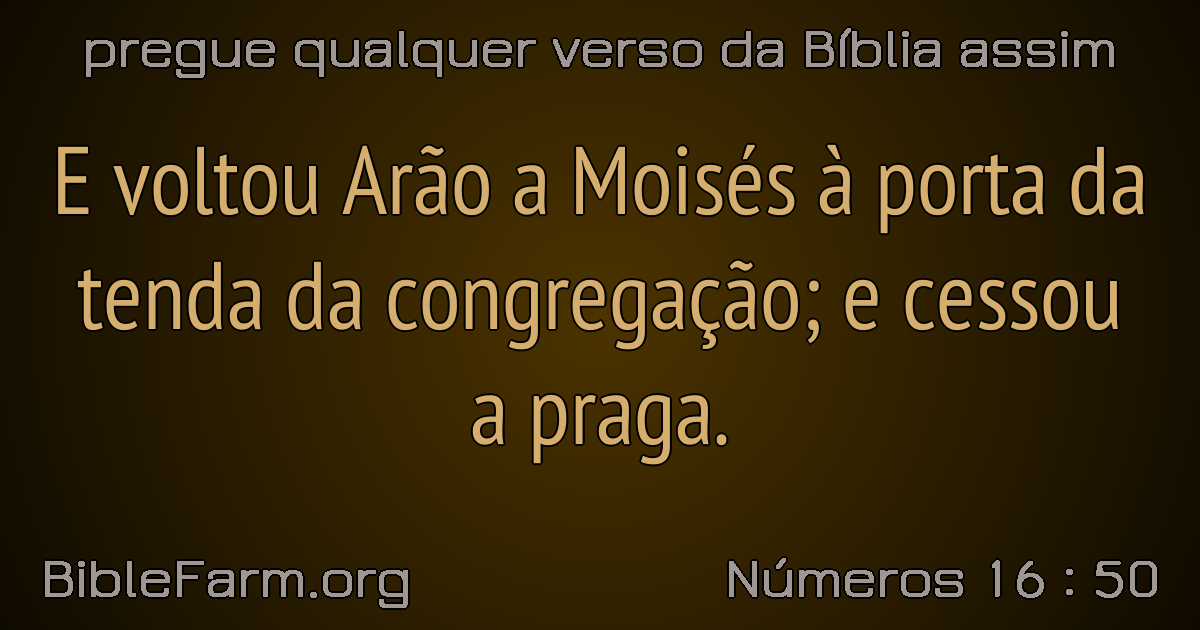 pregue qualquer verso da Bíblia assim
E voltou Arão a Moisés à porta da
tenda da congregação; e cessou
a praga.
BibleFarm.org
Números 16 : 50